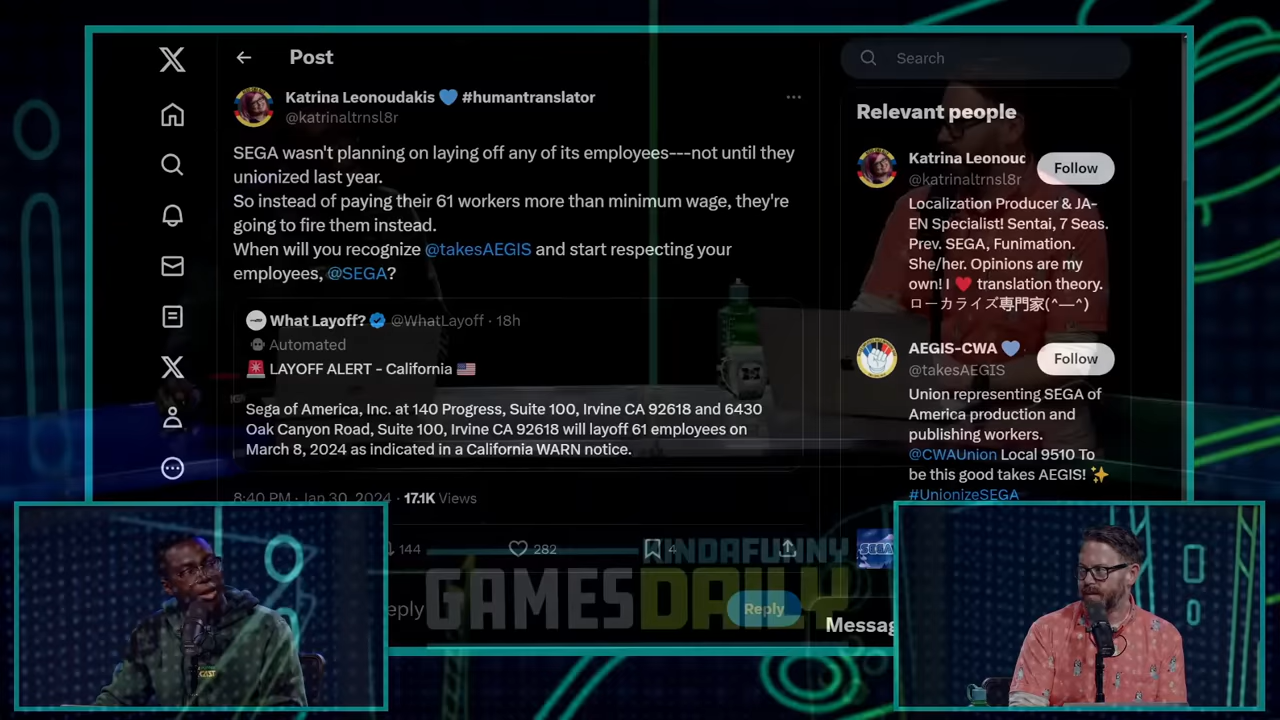 Post
Search
Katrina Leonoudakis 💙 #humantranslator
@katrinaltrnsl8r
SEGA wasn't planning on laying off any of its employees---not until they
unionized last year.
So instead of paying their 61 workers more than minimum wage, they're
going to fire them instead.
When will you recognize @takesAEGIS and start respecting your
employees, @SEGA?
What Layoff? @WhatLayoff · 18h
Automated
🚨 LAYOFF ALERT - California 🇺🇸
Sega of America, Inc. at 140 Progress, Suite 100, Irvine CA 92618 and 6430
Oak Canyon Road, Suite 100, Irvine CA 92618 will layoff 61 employees on
March 8, 2024 as indicated in a California WARN notice.
8:40 PM · Jan 30, 2024 · 17.1K Views
144
282
4
Reply
Relevant people
Katrina Leonouc
Follow
@katrinaltrnsl8r
Localization Producer & JA-
EN Specialist! Sentai, 7 Seas.
Prev. SEGA, Funimation.
She/her. Opinions are my
own! I ❤️ translation theory.
ローカライズ専門家(^―^)
AEGIS-CWA 💙
Follow
@takesAEGIS
Union representing SEGA of
America production and
publishing workers.
@CWAUnion Local 9510 To
be this good takes AEGIS! ✨
#UnionizeSEGA
SEGA
Messag
KINDAFUNNY
GAMESDAILY
CAST